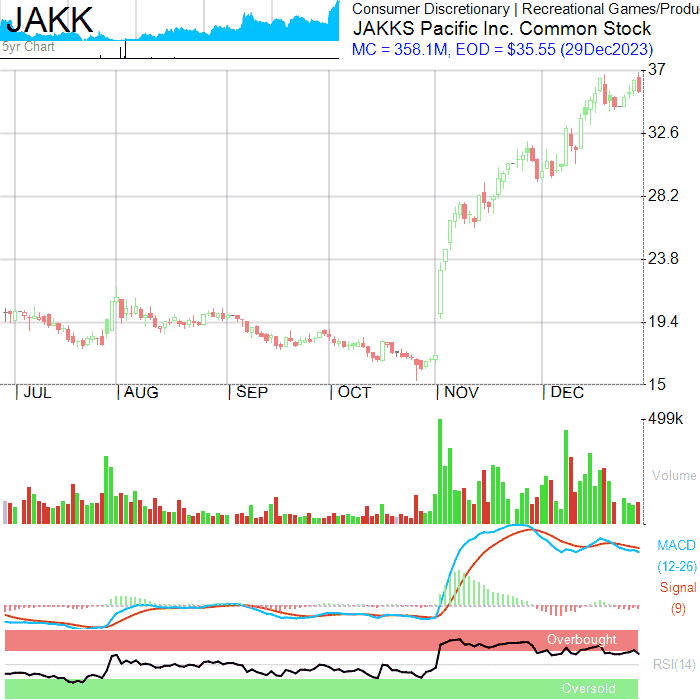 JAKK
5yr Chart
Consumer Discretionary | Recreational Games/Produ
JAKKS Pacific Inc. Common Stock
MC = 358.1M, EOD = $35.55 (29Dec2023)
37
32.6
28.2
23.8
19.4
15
JUL AUG SEP OCT NOV DEC
499k
Volume
MACD
(12-26)
Signal
(9)
Overbought
RSI(14)
Oversold